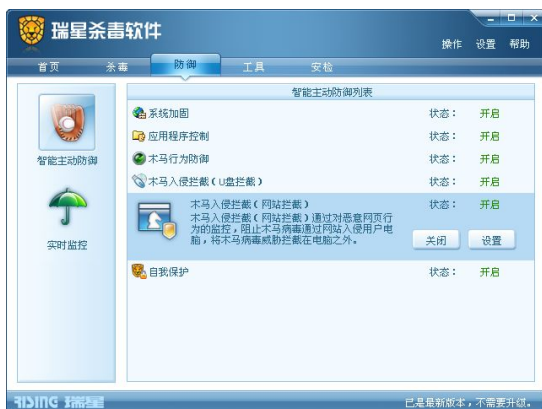 瑞星杀毒软件
操作 设置 帮助
首页 杀毒 防御 工具 安检
智能主动防御
实时监控
智能主动防御列表
系统加固 状态： 开启
应用程序控制 状态： 开启
木马行为防御 状态： 开启
木马入侵拦截（U盘拦截） 状态： 开启
木马入侵拦截（网站拦截） 状态： 开启
木马入侵拦截（网站拦截）通过对恶意网页行
为的监控，阻止木马病毒通过网站入侵用户电
脑，将木马病毒威胁拦截在电脑之外。
关闭 设置
自我保护 状态： 开启
RISING 瑞星 已是最新版本，不需要升级。